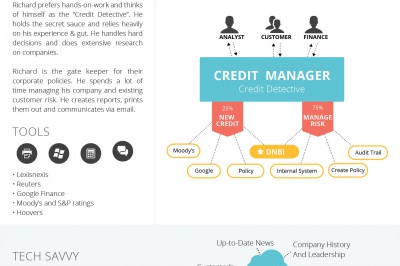 Richard prefers hands-on-work and thinks
of himself as the “Credit Detective”. He
holds the secret sauce and relies heavily
on his experience & gut. He handles hard
decisions and does extensive research
on companies.
Richard is the gate keeper for their
corporate policies. He spends a lot of
time managing his company and existing
customer risk. He creates reports, prints
them out and communicates via email.
TOOLS
• Lexisnexis
• Reuters
• Google Finance
• Moody's and S&P ratings
• Hoovers
ANALYST
CUSTOMER
FINANCE
CREDIT MANAGER
Credit Detective
NEW
CREDIT
75%
MANAGE
RISK
Moody's
DNBi
Audit Trail
Google
Policy
Internal System
Create Policy
TECH SAVVY
Up-to-Date News
Company History
And Leadership